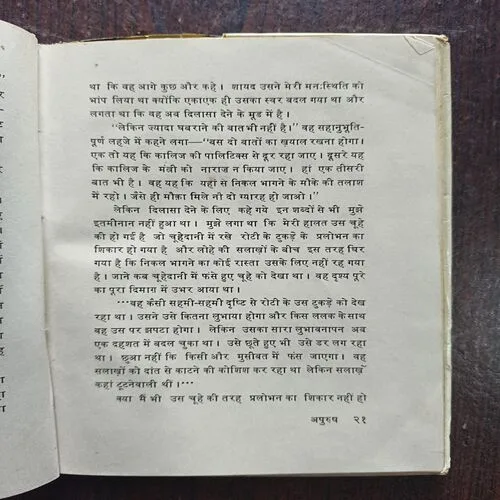 था कि वह आगे कुछ और कहे। शायद उसने मेरी मनःस्थिति को
भांप लिया था क्योंकि एकाएक ही उसका स्वर बदल गया था और
लगता था कि वह अब दिलासा देने के मूड में है।
"लेकिन ज्यादा घबराने की बात भी नहीं है।" वह सहानुभूति-
पूर्ण लहजे में कहने लगा—"बस दो बातों का ख़याल रखना होगा।
एक तो यह कि कालिज की पालिटिक्स से दूर रहा जाए। दूसरे यह
कि कालिज के मंत्री को नाराज न किया जाए। हां एक तीसरी
बात भी है। वह यह कि यहाँ से निकल भागने के मौके की तलाश
में रहो। जैसे ही मौक़ा मिले नौ दो ग्यारह हो जाओ।"
लेकिन दिलासा देने के लिए कहे गये इन शब्दों से भी मुझे
इतमीनान नहीं हुआ था। मुझे लगा था कि मेरी हालत उस चूहे
की हो गई है जो चूहेदानी में रखे रोटी के टुकड़े के प्रलोभन का
शिकार हो गया है और लोहे की सलाखों के बीच इस तरह घिर
गया है कि निकल भागने का कोई रास्ता उसके लिए नहीं रह गया
है। जाने कब चूहेदानी में फंसे हुए चूहे को देखा था। वह दृश्य पूरे
का पूरा दिमाग़ में उभर आया था।
···वह कैसी सहमी-सहमी दृष्टि से रोटी के उस टुकड़े को देख
रहा था। उसने उसे कितना लुभाया होगा और किस ललक के साथ
वह उस पर झपटा होगा। लेकिन उसका सारा लुभावनापन अब
एक दहशत में बदल चुका था। उसे छूते हुए भी उसे डर लग रहा
था। छुआ नहीं कि किसी और मुसीबत में फंस जाएगा। वह
सलाखों को दांत से काटने की कोशिश कर रहा था लेकिन सलाखें
कहां टूटनेवाली थीं।···
क्या मैं भी उस चूहे की तरह प्रलोभन का शिकार नहीं हो
अपुरुष २१